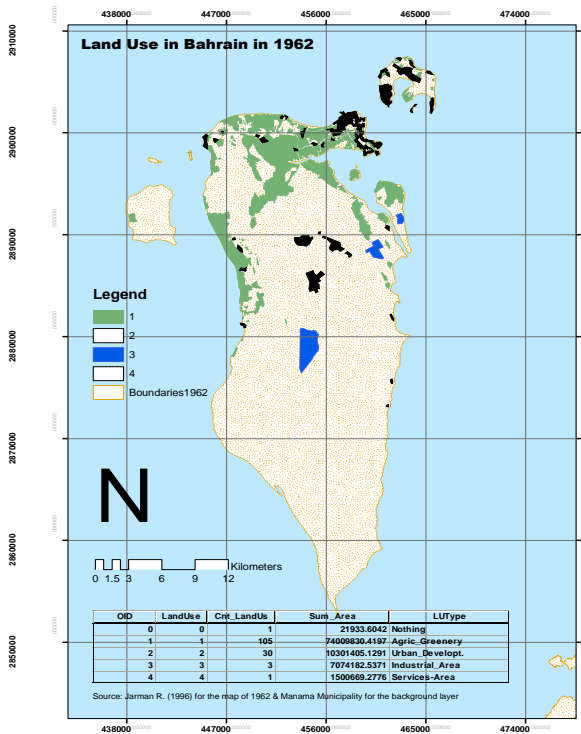 438000 447000 456000 465000 474000
Land Use in Bahrain in 1962
2910000
2900000
2890000
2880000
2870000
2860000
2850000
Legend
1
2
3
4
Boundaries1962
N
Kilometers
0 1.5 3 6 9 12
OID LandUse Cnt_LandUs Sum_Area LUType
0 0 1 21933.6042 Nothing
1 1 105 74009830.4197 Agric_Greenery
2 2 30 10301405.1291 Urban_Developt.
3 3 3 7074182.5371 Industrial_Area
4 4 1 1500669.2776 Services-Area
Source: Jarman R. (1996) for the map of 1962 & Manama Municipality for the background layer
438000 447000 456000 465000 474000